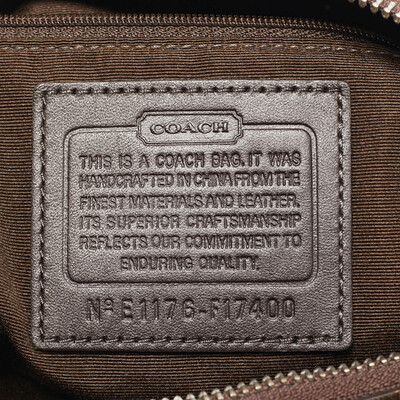 COACH
THIS IS A COACH BAG. IT WAS
HANDCRAFTED IN CHINA FROM THE
FINEST MATERIALS AND LEATHER.
ITS SUPERIOR CRAFTSMANSHIP
REFLECTS OUR COMMITMENT TO
ENDURING QUALITY.
Nº E1176-F17400